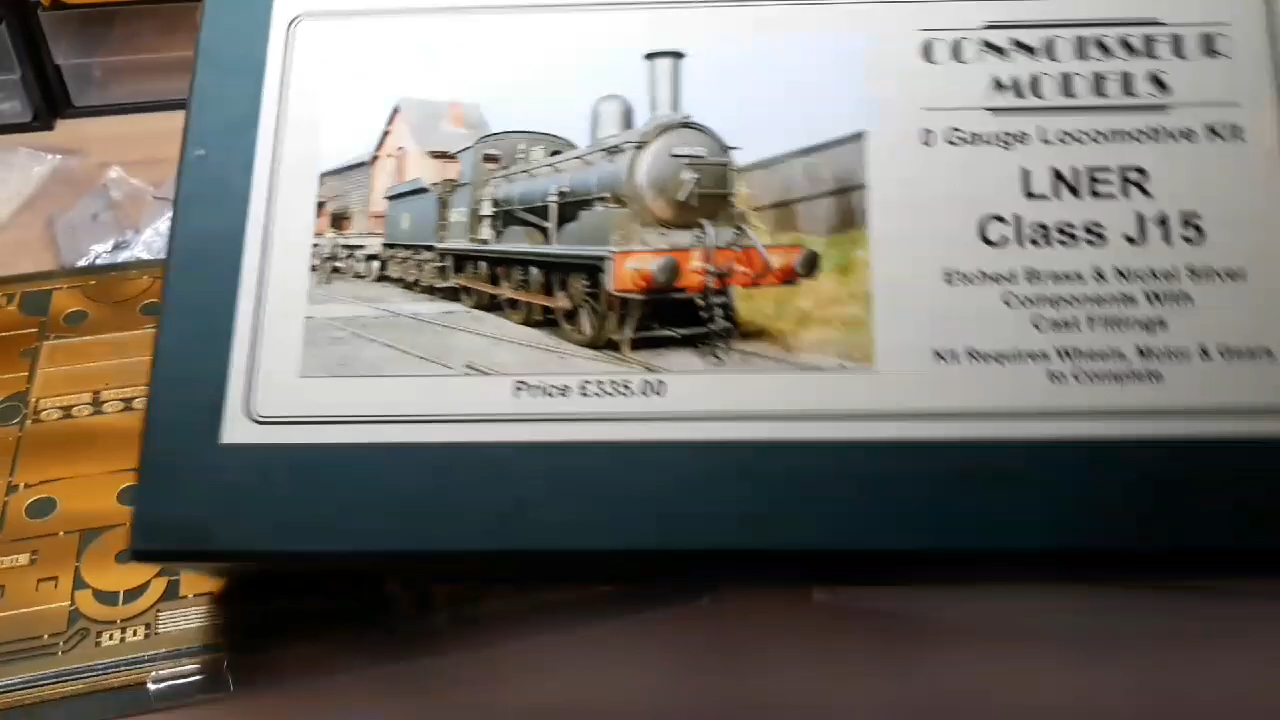 CONNOISSEUR
MODELS
0 Gauge Locomotive Kit
LNER
Class J15
Etched Brass & Nickel Silver
Components With
Cast Fittings
Kit Requires Wheels, Motor & Gears
to Complete
Price £335.00